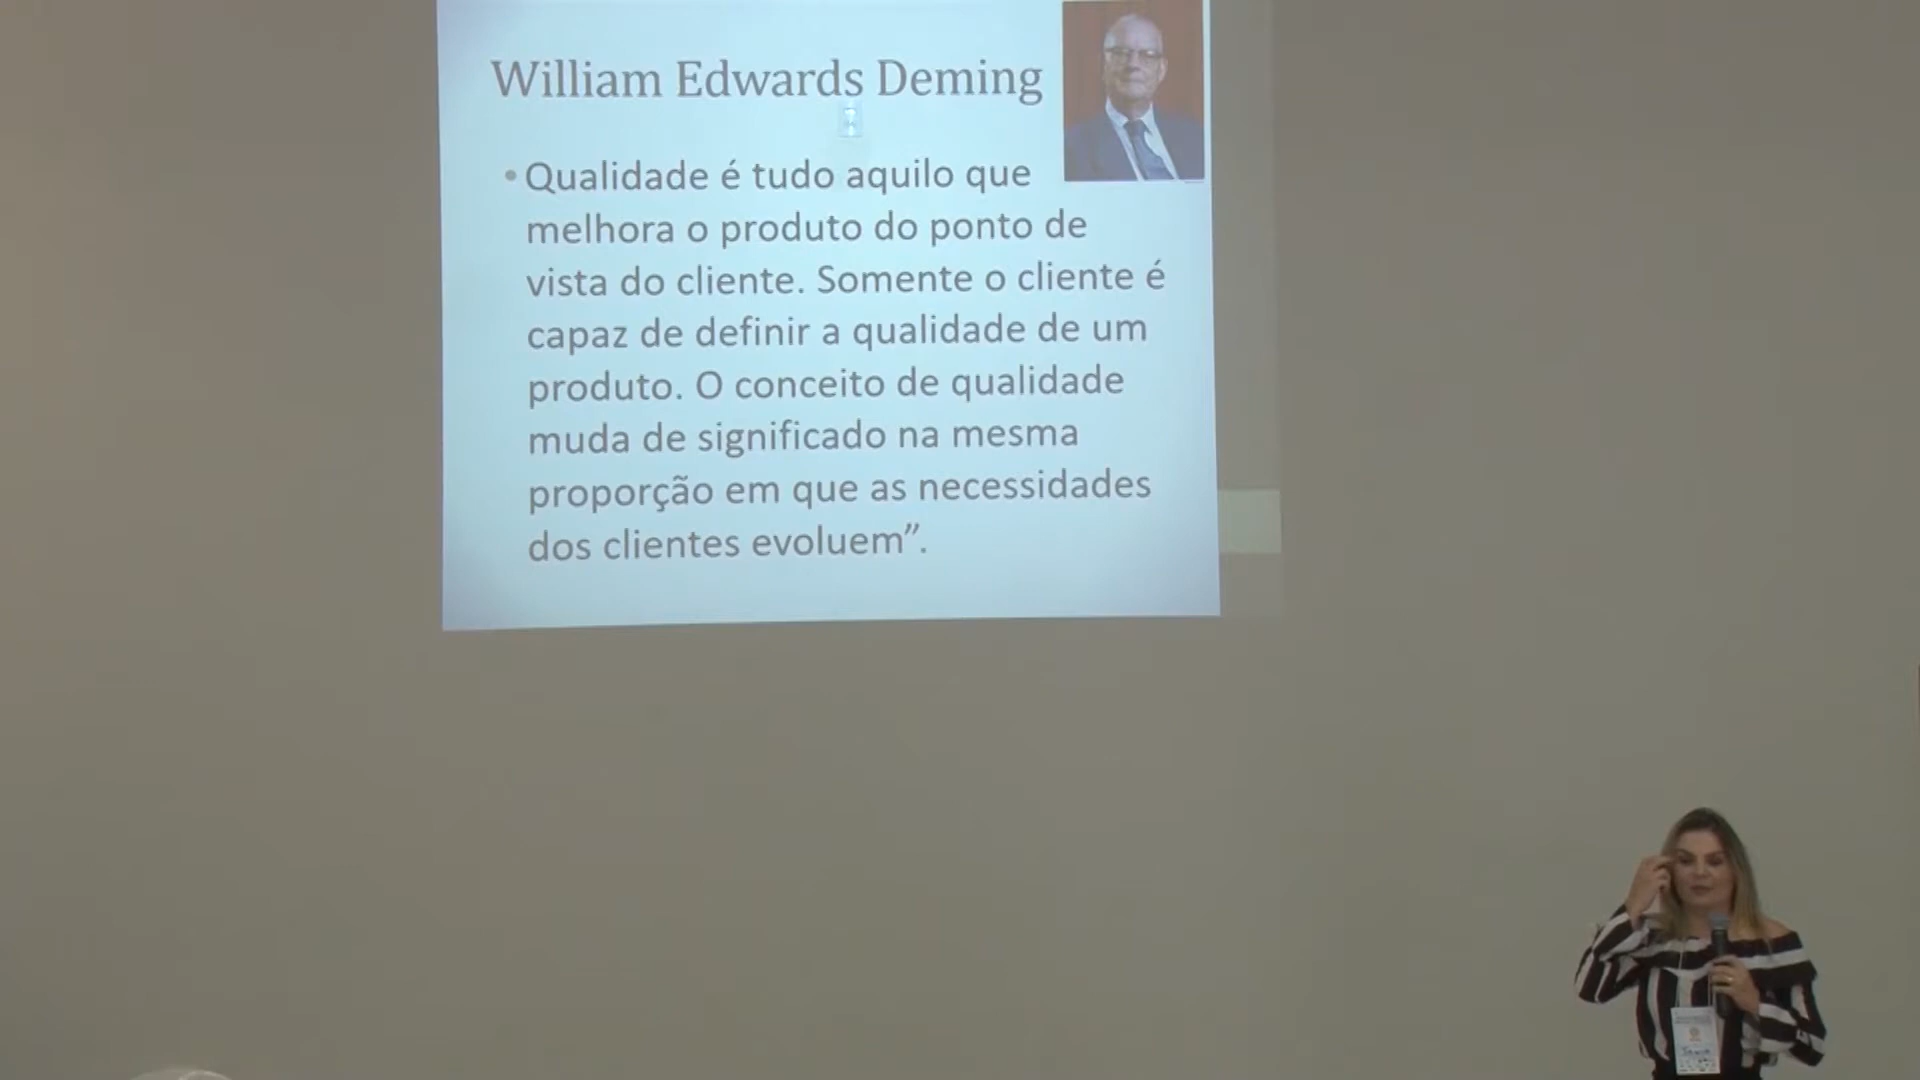 William Edwards Deming
• Qualidade é tudo aquilo que
melhora o produto do ponto de
vista do cliente. Somente o cliente é
capaz de definir a qualidade de um
produto. O conceito de qualidade
muda de significado na mesma
proporção em que as necessidades
dos clientes evoluem”.